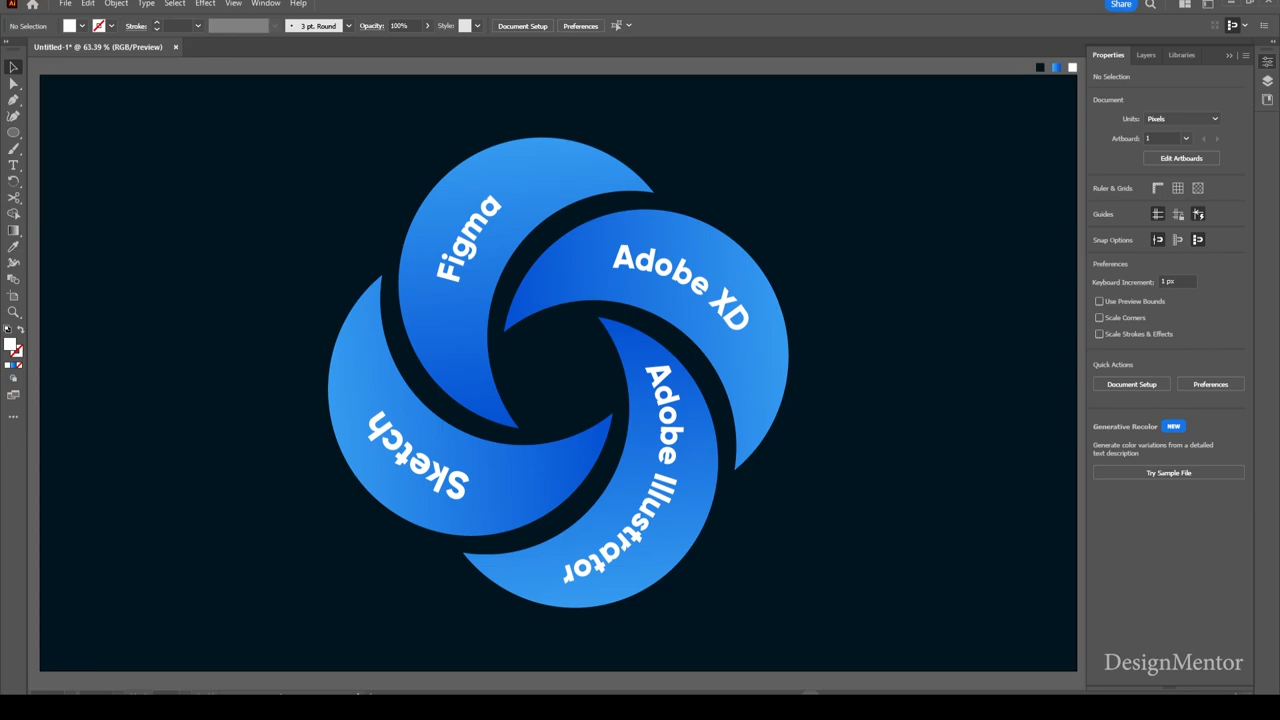 Ai
File Edit Object Type Select Effect View Window Help
Share
No Selection
Stroke:
3 pt. Round
Opacity: 100%
Style:
Document Setup
Preferences
Untitled-1* @ 63.39 % (RGB/Preview) ×
Figma
Adobe XD
Adobe Illustrator
Sketch
Properties Layers Libraries
No Selection
Document
Units: Pixels
Artboard: 1
Edit Artboards
Ruler & Grids
Guides
Snap Options
Preferences
Keyboard Increment: 1 px
Use Preview Bounds
Scale Corners
Scale Strokes & Effects
Quick Actions
Document Setup Preferences
Generative Recolor NEW
Generate color variations from a detailed
text description
Try Sample File
DesignMentor